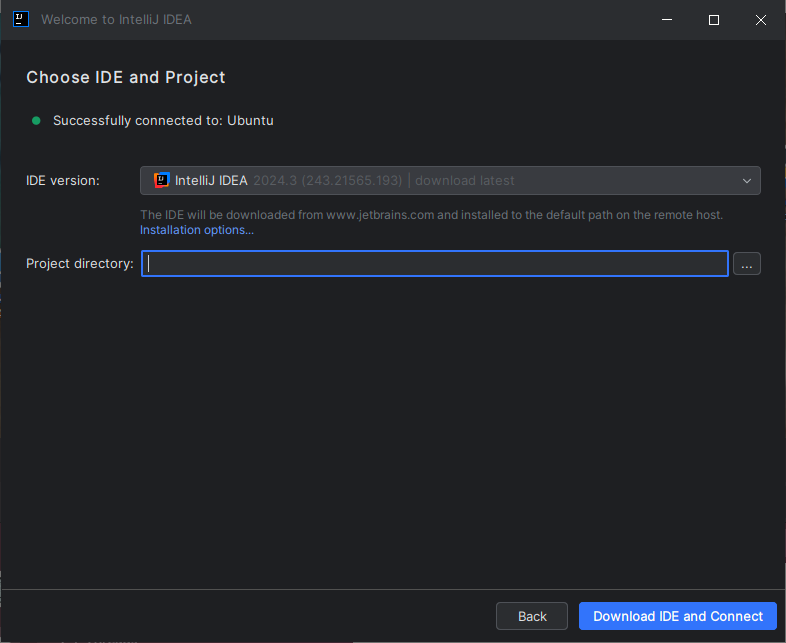 Welcome to IntelliJ IDEA
Choose IDE and Project
Successfully connected to: Ubuntu
IDE version: IntelliJ IDEA 2024.3 (243.21565.193) | download latest
The IDE will be downloaded from www.jetbrains.com and installed to the default path on the remote host.
Installation options...
Project directory: ...
Back Download IDE and Connect